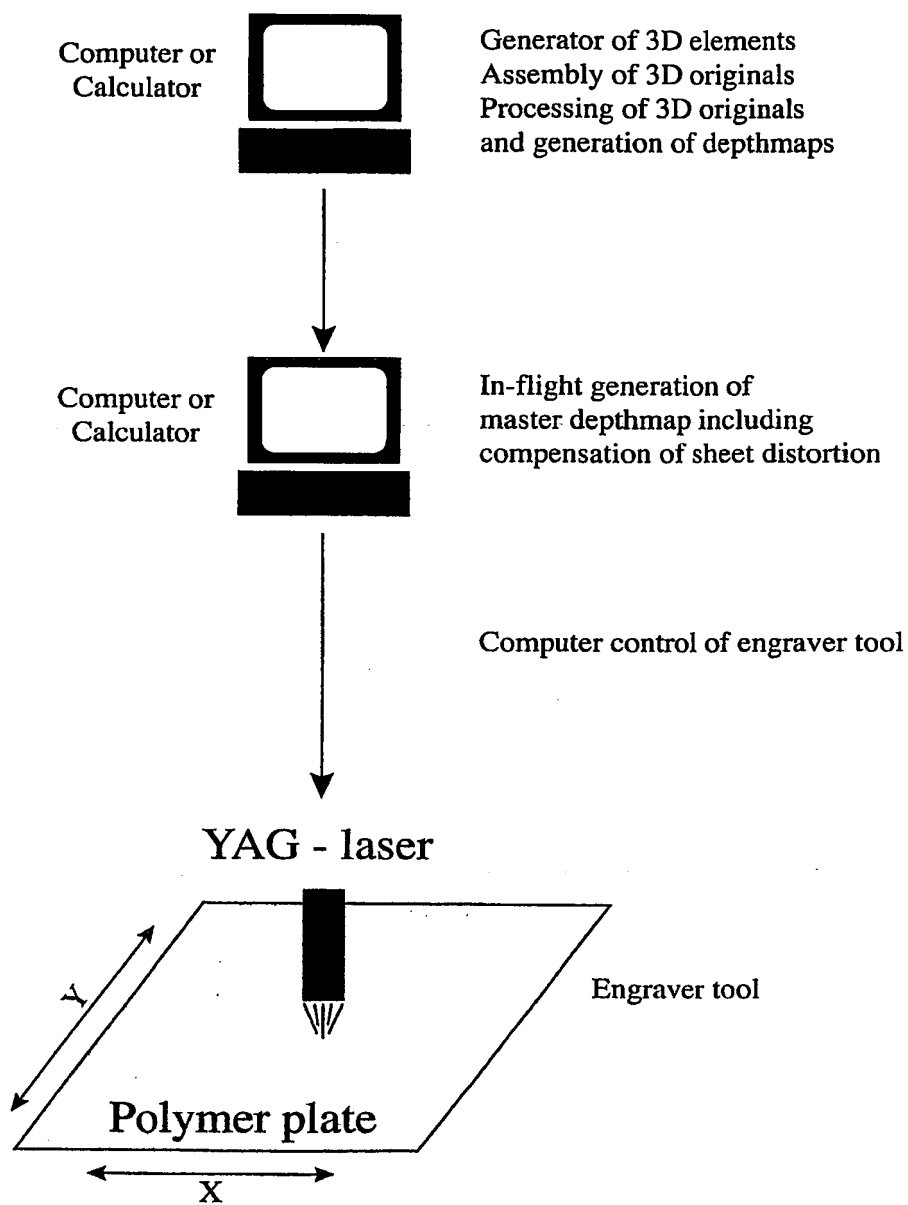 Computer or
Calculator
Generator of 3D elements
Assembly of 3D originals
Processing of 3D originals
and generation of depthmaps
Computer or
Calculator
In-flight generation of
master depthmap including
compensation of sheet distortion
Computer control of engraver tool
YAG - laser
Y
Engraver tool
Polymer plate
X